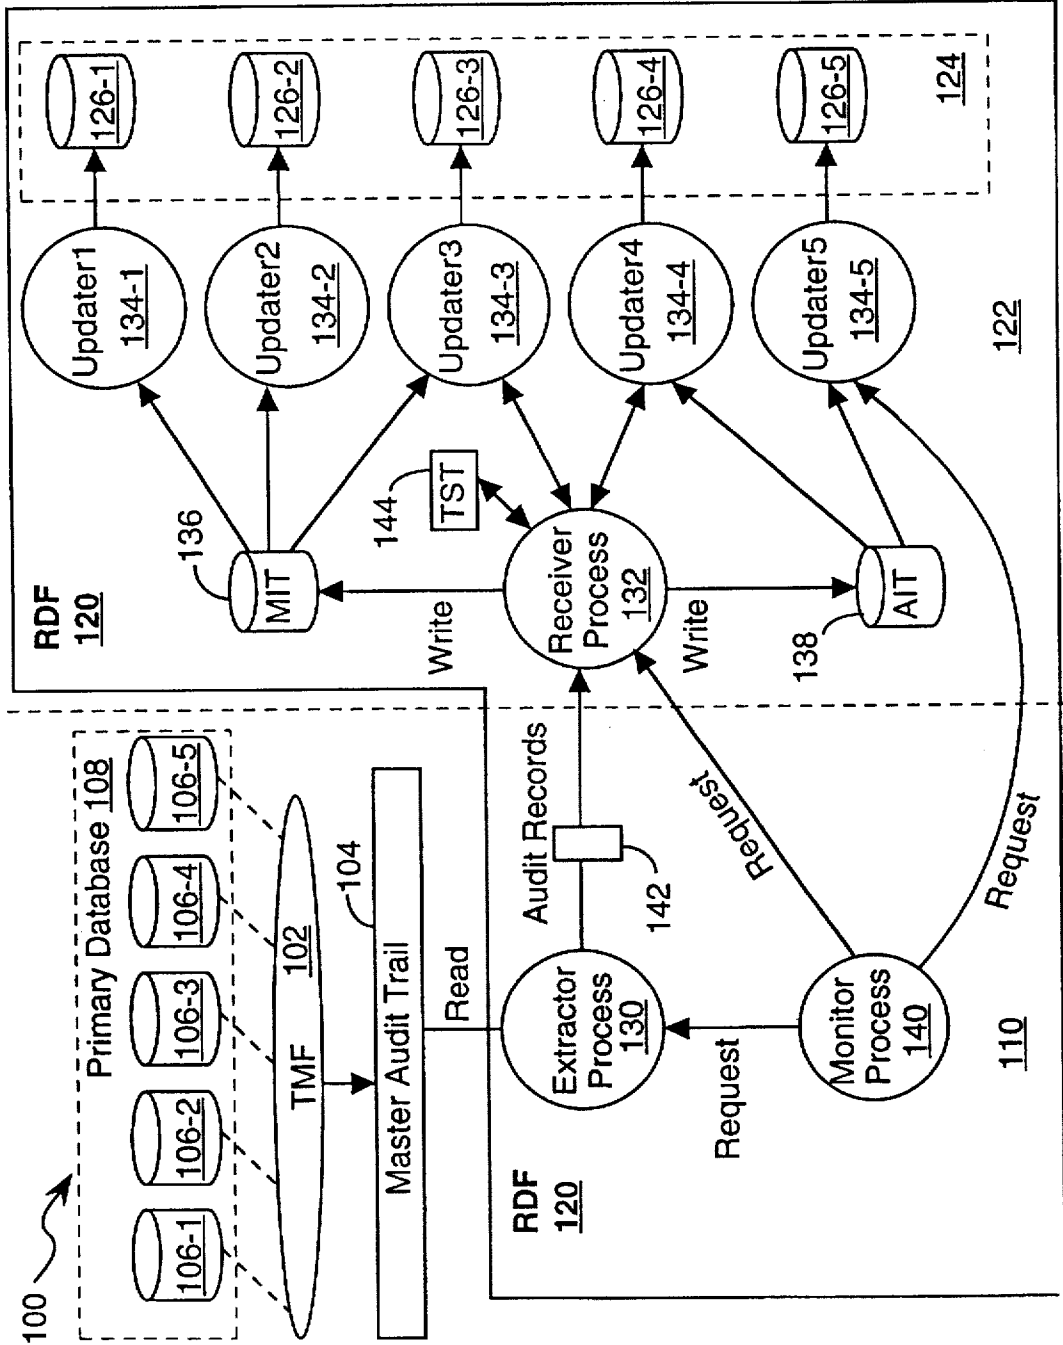 100
Primary Database 108
106-1
106-2
106-3
106-4
106-5
TMF
102
104
Master Audit Trail
Read
RDF
120
Extractor
Process
130
Audit Records
142
Request
Monitor
Process
140
Request
Request
110
RDF
120
136
MIT
Write
144
TST
Receiver
Process
132
Write
138
AIT
Updater1
134-1
Updater2
134-2
Updater3
134-3
Updater4
134-4
Updater5
134-5
122
126-1
126-2
126-3
126-4
126-5
124